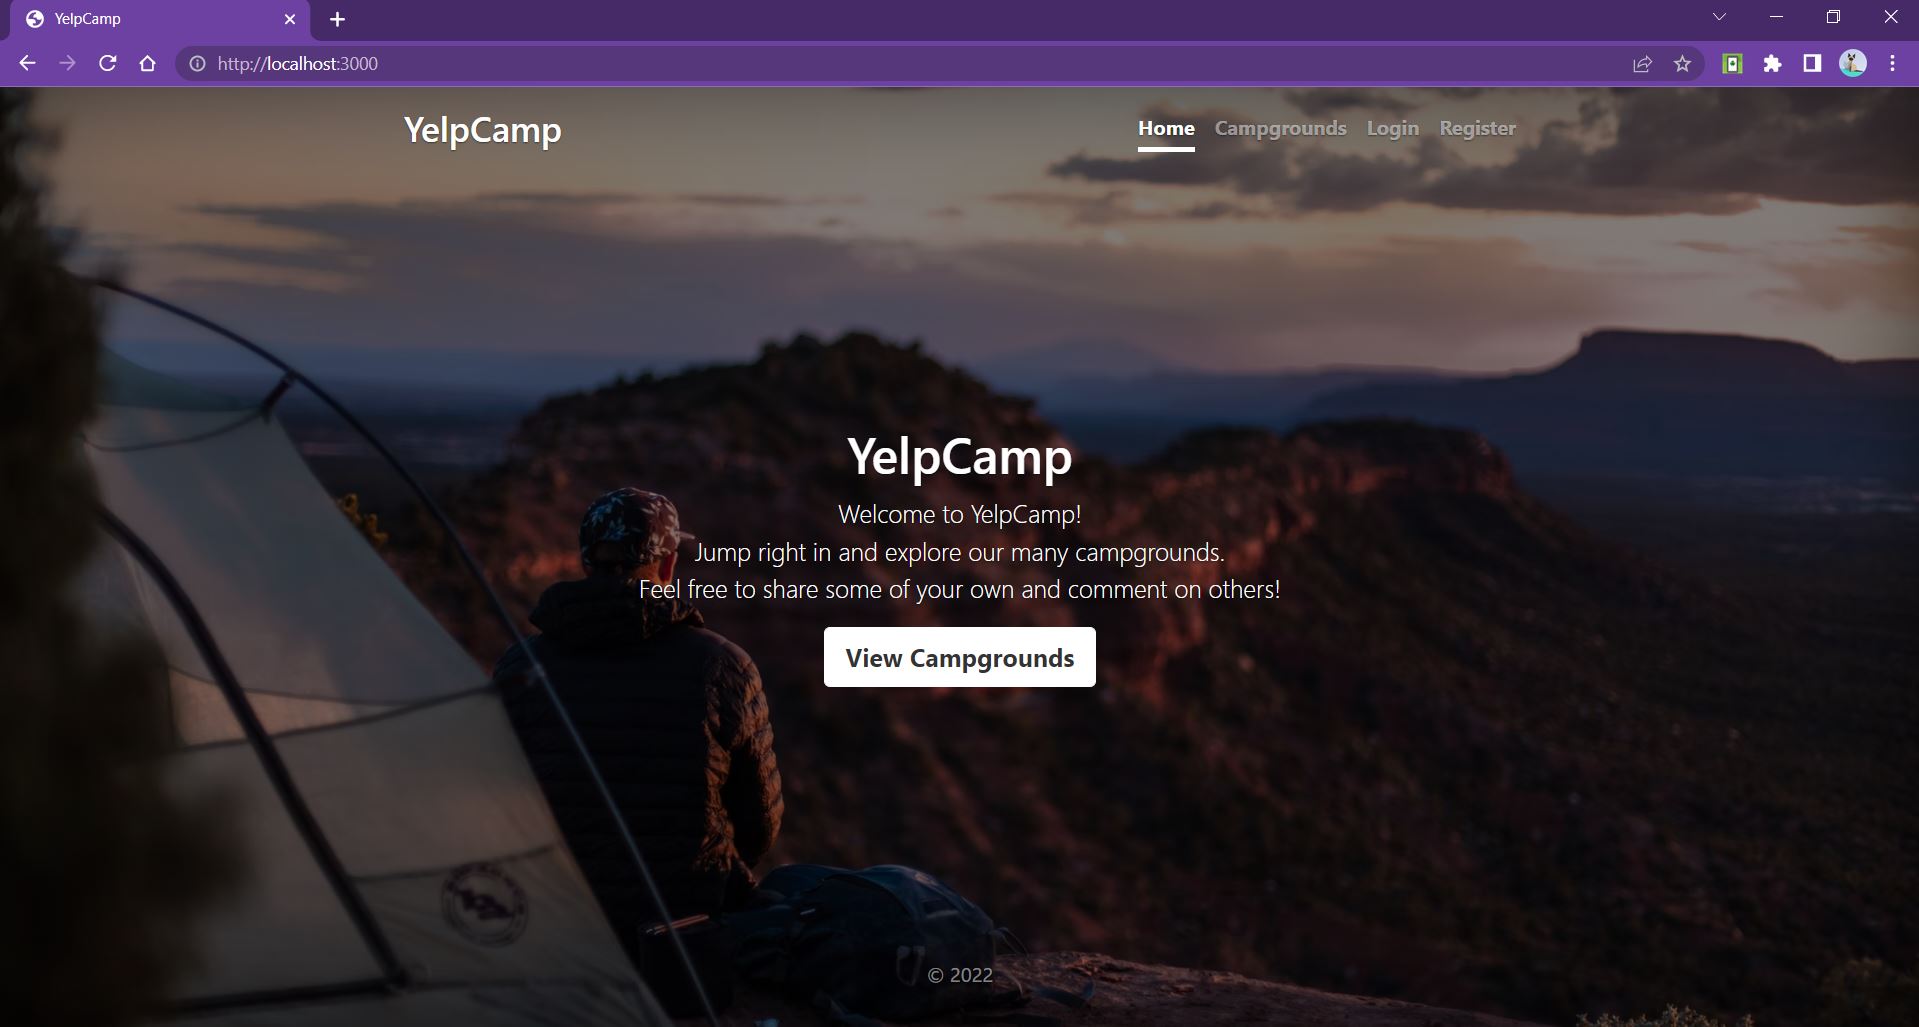 YelpCamp
http://localhost:3000
YelpCamp
Home Campgrounds Login Register
YelpCamp
Welcome to YelpCamp!
Jump right in and explore our many campgrounds.
Feel free to share some of your own and comment on others!
View Campgrounds
© 2022